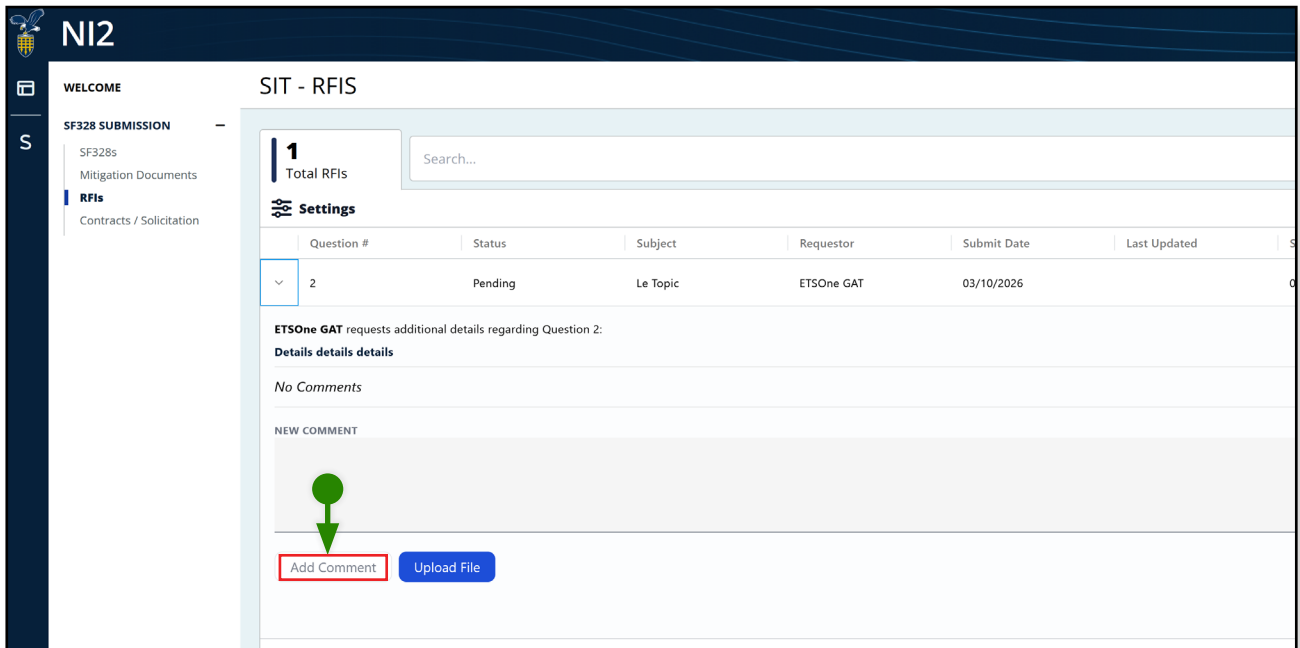 NI2
S
WELCOME
SF328 SUBMISSION
SF328s
Mitigation Documents
RFIs
Contracts / Solicitation
SIT - RFIS
1
Total RFIs
Search...
Settings
Question # Status Subject Requestor Submit Date Last Updated S
2 Pending Le Topic ETSOne GAT 03/10/2026 0
ETSOne GAT requests additional details regarding Question 2:
Details details details
No Comments
NEW COMMENT
Add Comment Upload File